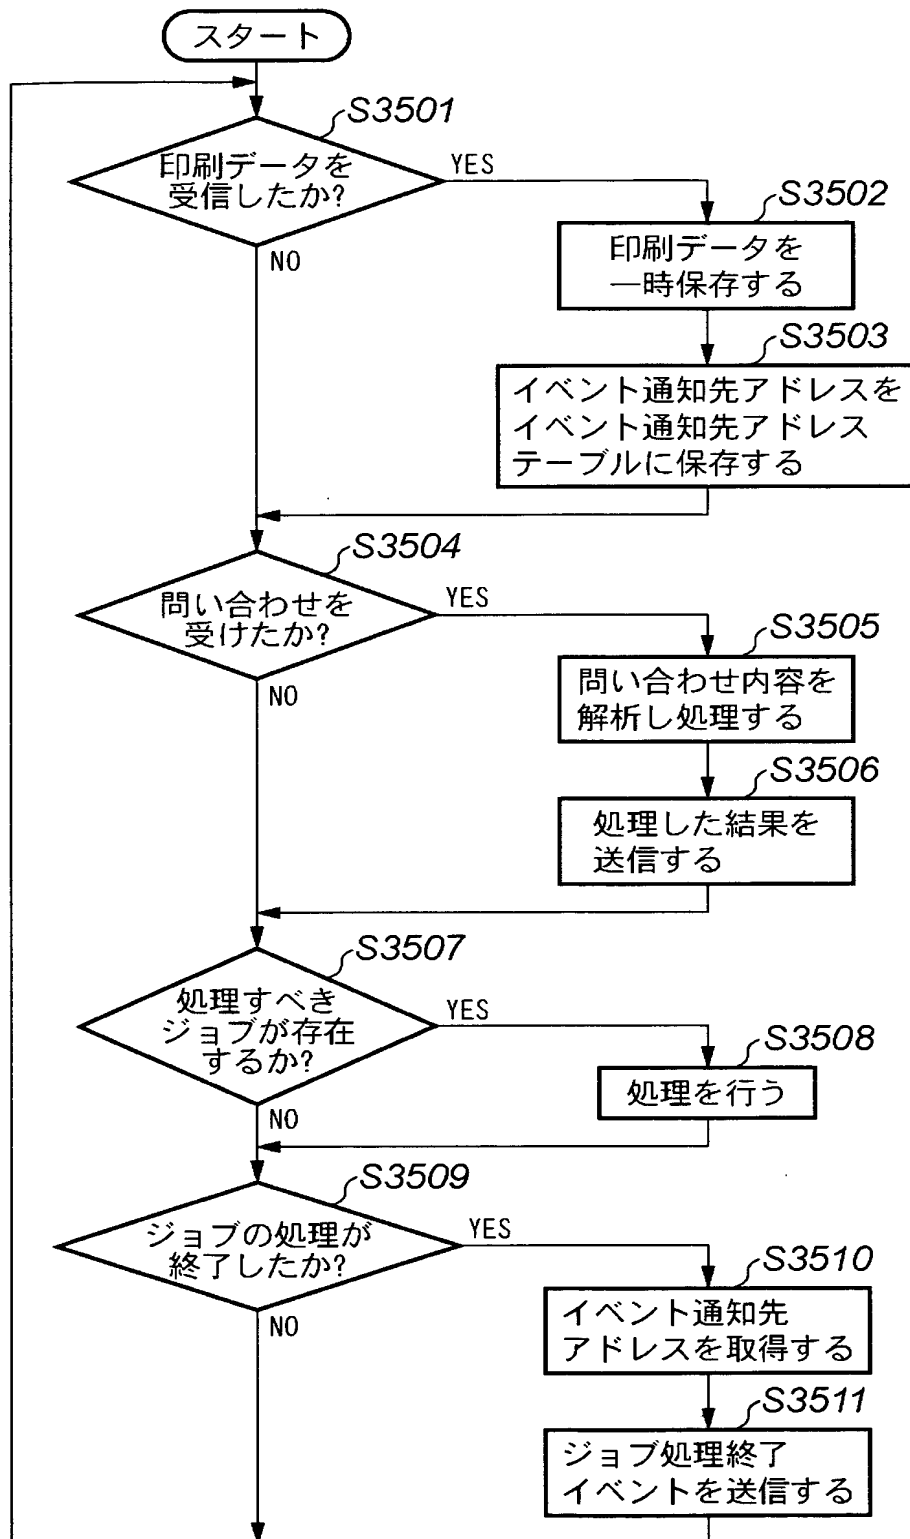 スタート
S3501
印刷データを
受信したか?
YES
NO
S3502
印刷データを
一時保存する
S3503
イベント通知先アドレスを
イベント通知先アドレス
テーブルに保存する
S3504
問い合わせを
受けたか?
YES
NO
S3505
問い合わせ内容を
解析し処理する
S3506
処理した結果を
送信する
S3507
処理すべき
ジョブが存在
するか?
YES
NO
S3508
処理を行う
S3509
ジョブの処理が
終了したか?
YES
NO
S3510
イベント通知先
アドレスを取得する
S3511
ジョブ処理終了
イベントを送信する